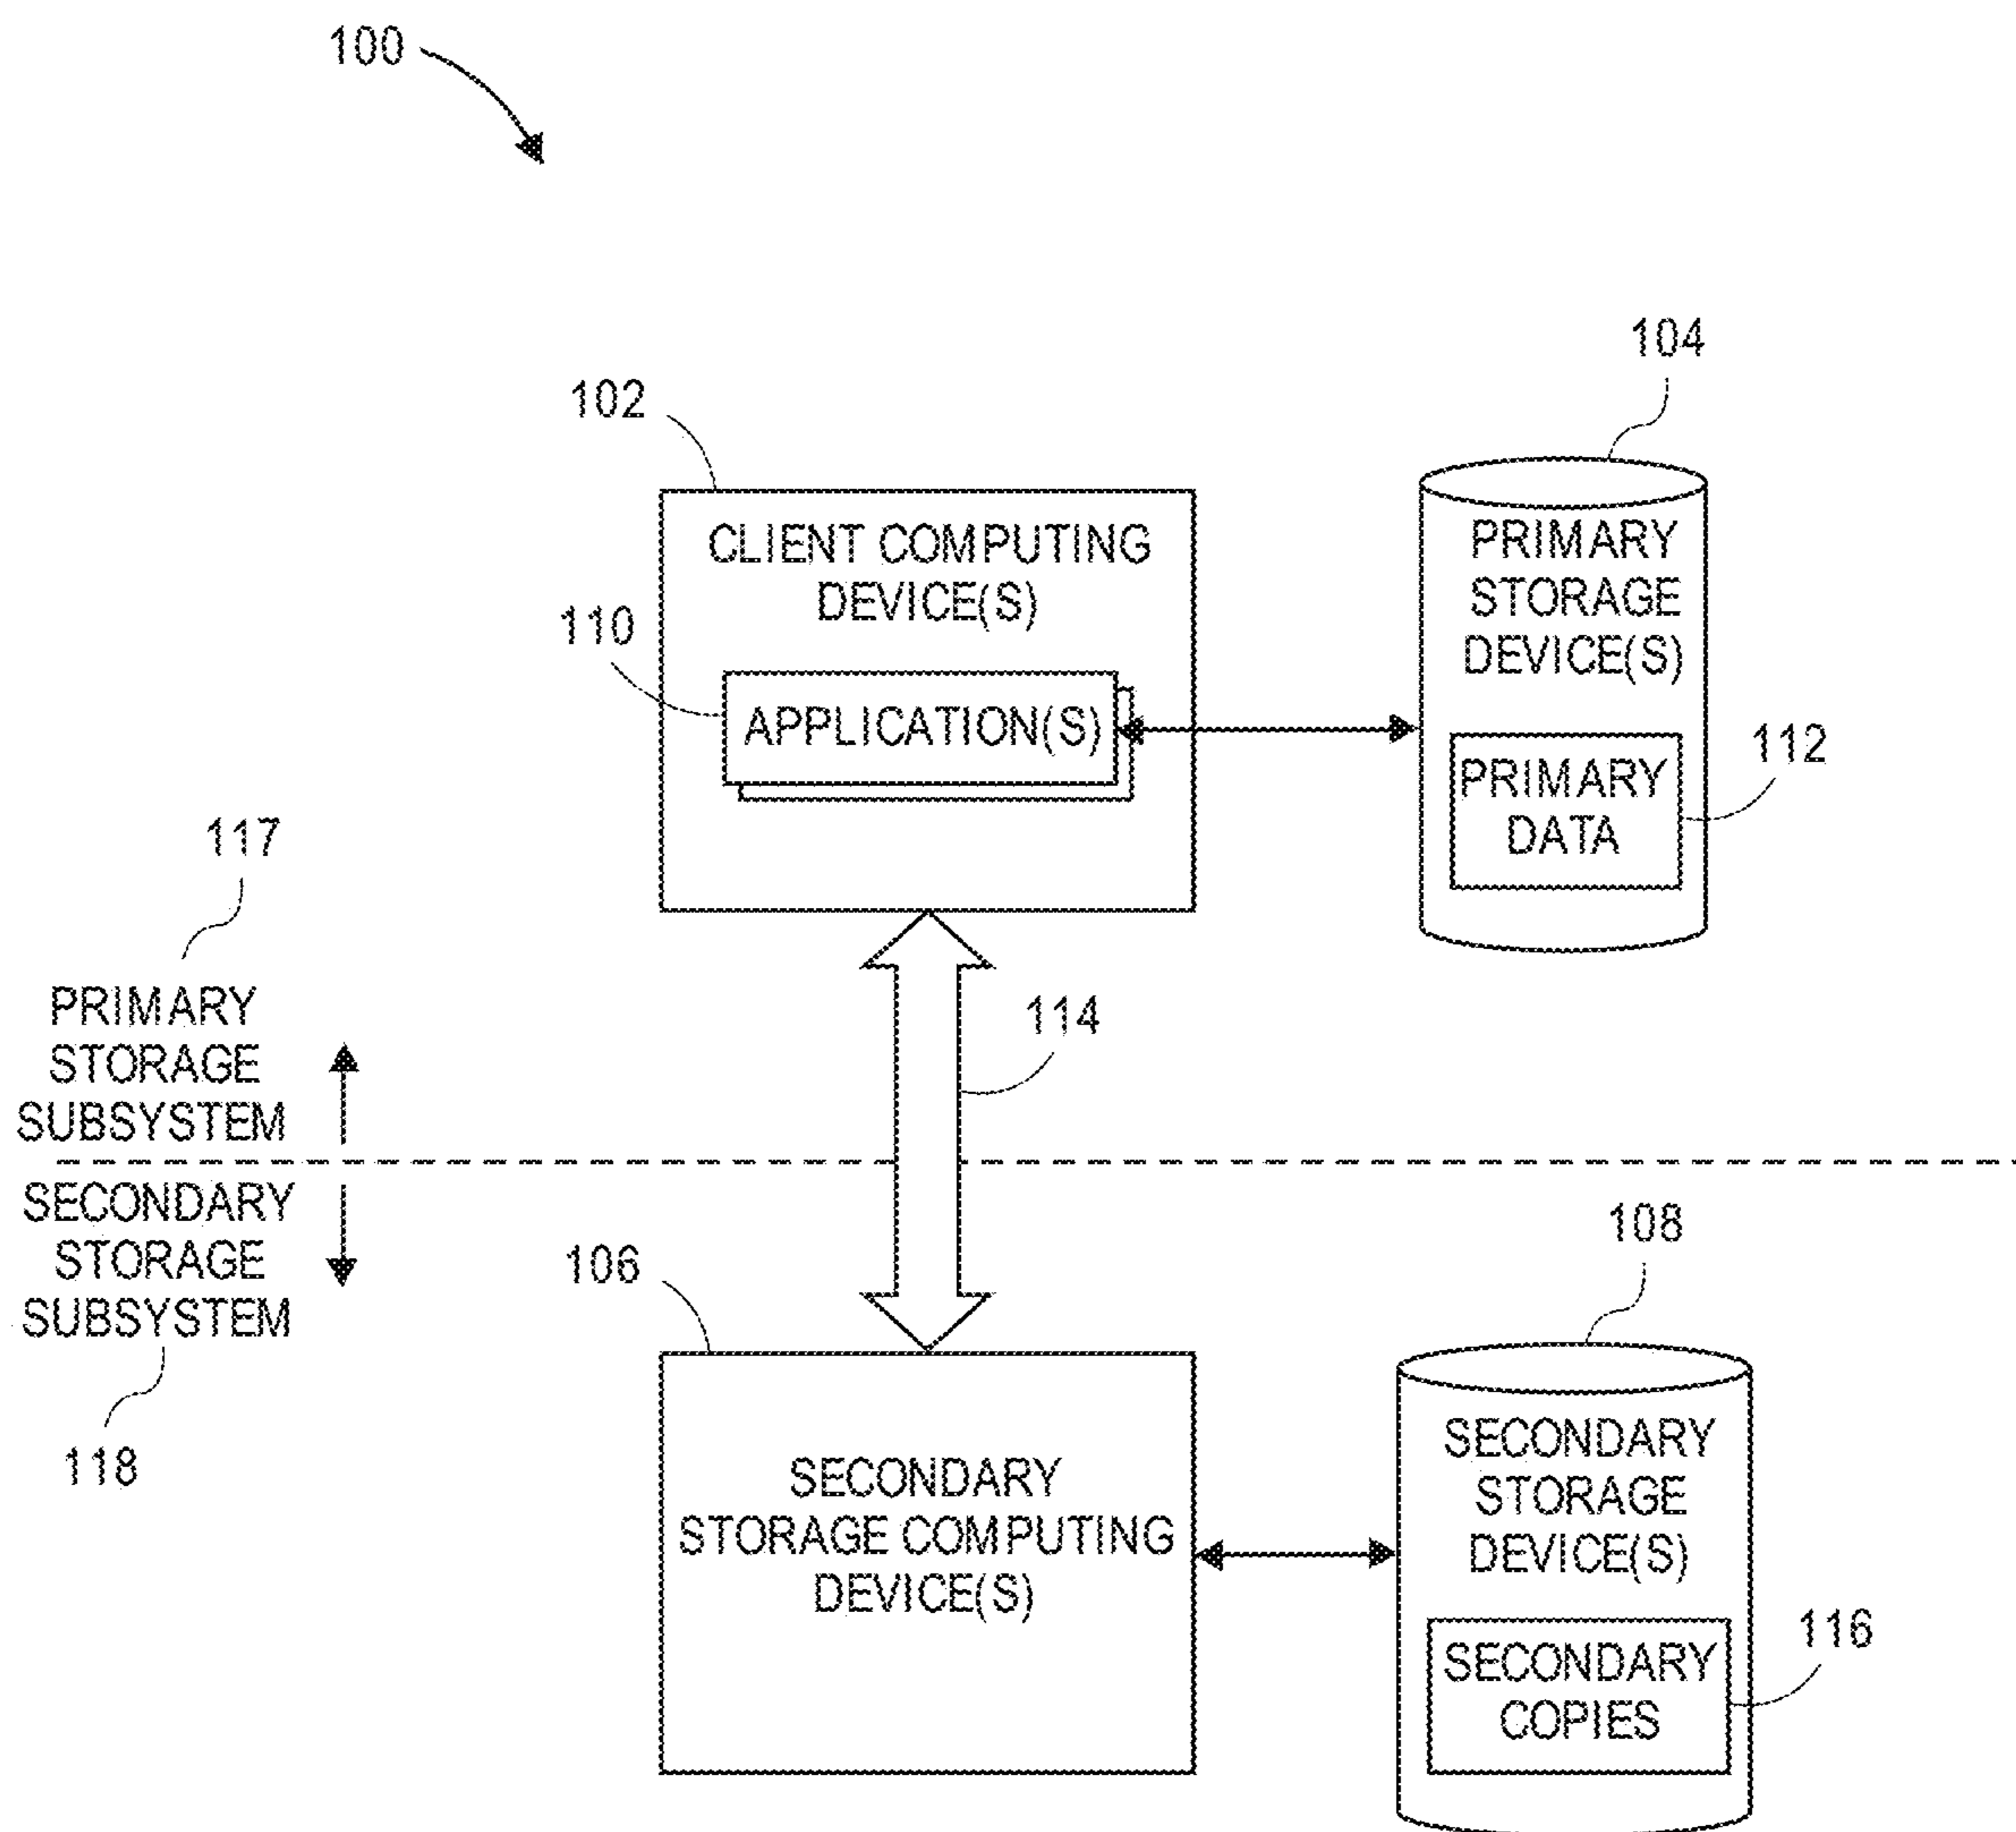 100
104
102
CLIENT COMPUTING
DEVICE(S)
110
APPLICATION(S)
PRIMARY
STORAGE
DEVICE(S)
PRIMARY
DATA
112
117
PRIMARY
STORAGE
SUBSYSTEM
114
SECONDARY
STORAGE
SUBSYSTEM
118
106
108
SECONDARY
STORAGE COMPUTING
DEVICE(S)
SECONDARY
STORAGE
DEVICE(S)
SECONDARY
COPIES
116